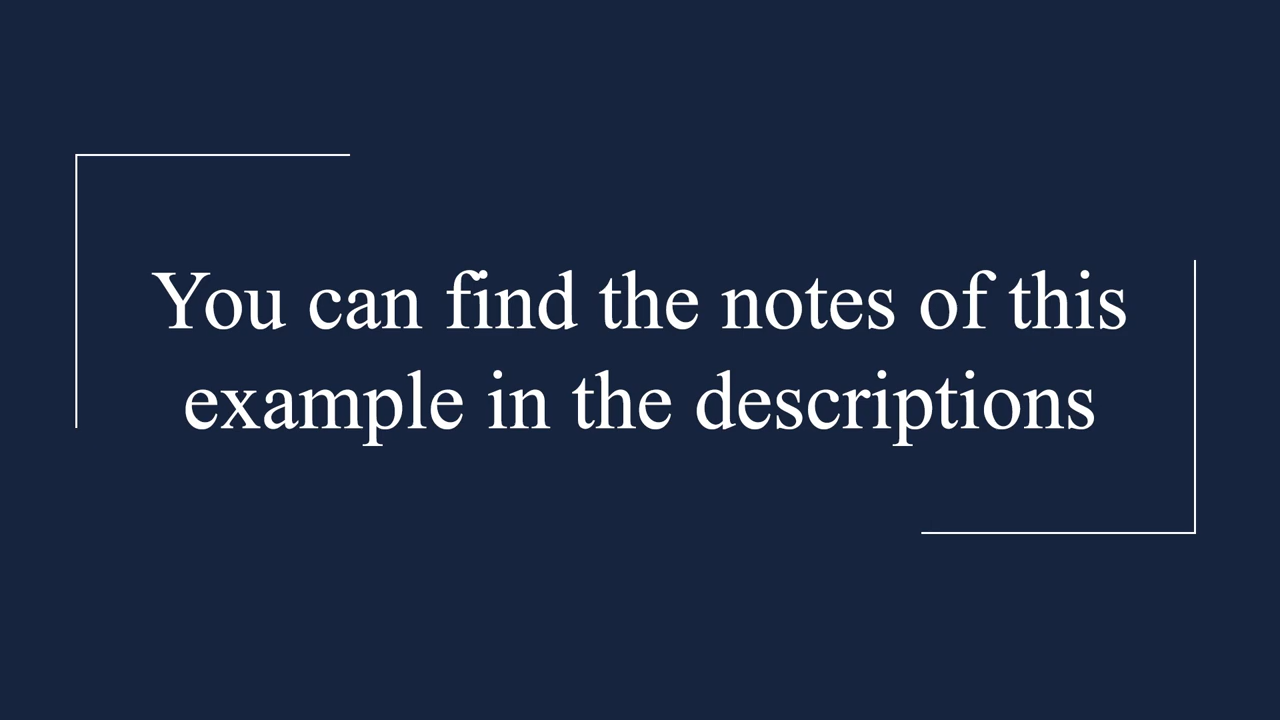 You can find the notes of this
example in the descriptions